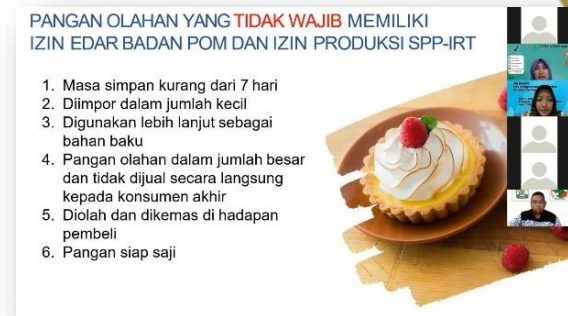 PANGAN OLAHAN YANG TIDAK WAJIB MEMILIKI
IZIN EDAR BADAN POM DAN IZIN PRODUKSI SPP-IRT
1. Masa simpan kurang dari 7 hari
2. Diimpor dalam jumlah kecil
3. Digunakan lebih lanjut sebagai
bahan baku
4. Pangan olahan dalam jumlah besar
dan tidak dijual secara langsung
kepada konsumen akhir
5. Diolah dan dikemas di hadapan
pembeli
6. Pangan siap saji